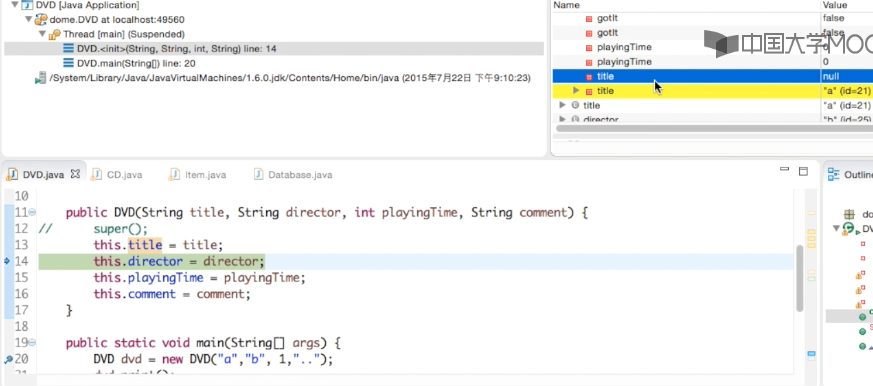 DVD [Java Application]
dome.DVD at localhost:49560
Thread [main] (Suspended)
DVD.<init>(String, String, int, String) line: 14
DVD.main(String[]) line: 20
/System/Library/Java/JavaVirtualMachines/1.6.0.jdk/Contents/Home/bin/java (2015年7月22日 下午9:10:23)
Name Value
gotIt false
gotIt false
playingTime 0
playingTime 0
title null
title "a" (id=21)
title "a" (id=21)
director "b" (id=25)
中国大学MOO
DVD.java CD.java Item.java Database.java
Outline
10
11 public DVD(String title, String director, int playingTime, String comment) {
12 // super();
13 this.title = title;
14 this.director = director;
15 this.playingTime = playingTime;
16 this.comment = comment;
17 }
18
19 public static void main(String[] args) {
20 DVD dvd = new DVD("a","b", 1,"..");
21 dvd.print();
do
DV